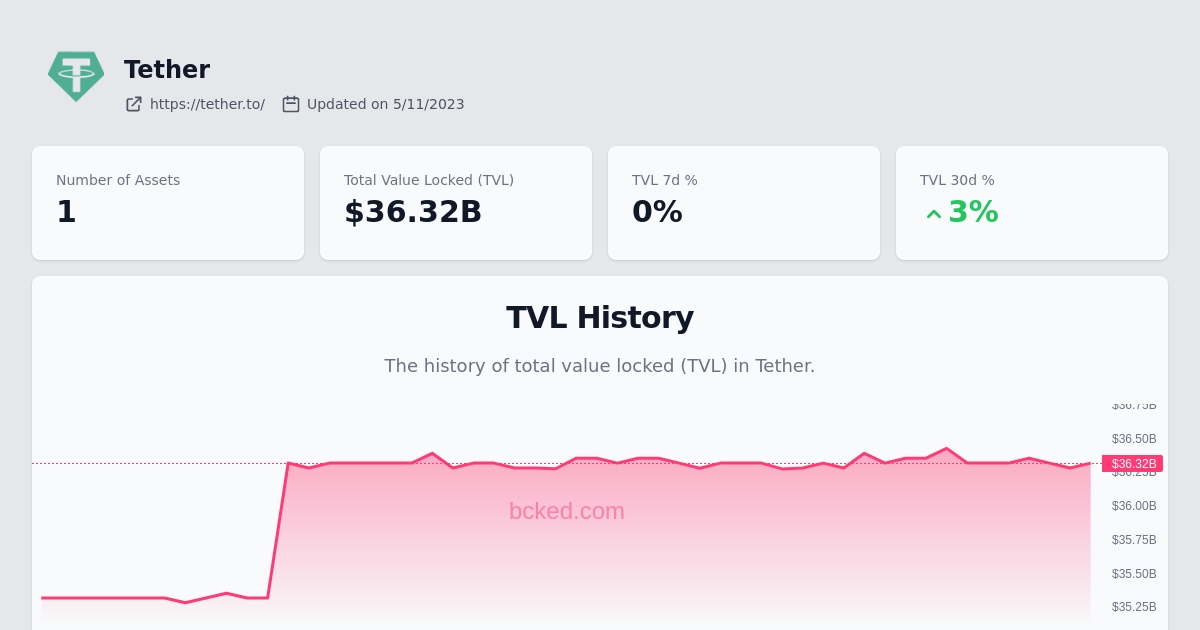 Tether
https://tether.to/ Updated on 5/11/2023
Number of Assets
1
Total Value Locked (TVL)
$36.32B
TVL 7d %
0%
TVL 30d %
3%
TVL History
The history of total value locked (TVL) in Tether.
$36.75B
$36.50B
$36.32B
$36.25B
$36.00B
$35.75B
$35.50B
$35.25B
bcked.com